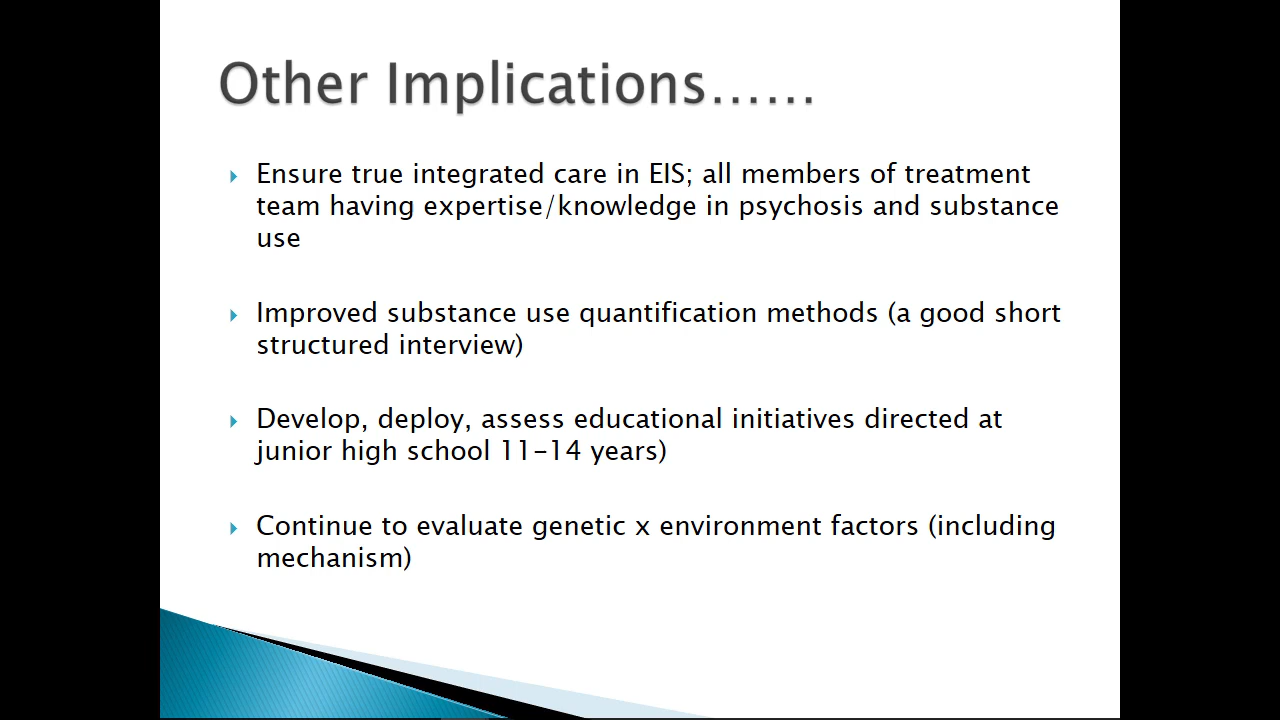 Other Implications......
Ensure true integrated care in EIS; all members of treatment
team having expertise/knowledge in psychosis and substance
use
Improved substance use quantification methods (a good short
structured interview)
Develop, deploy, assess educational initiatives directed at
junior high school 11-14 years)
Continue to evaluate genetic x environment factors (including
mechanism)